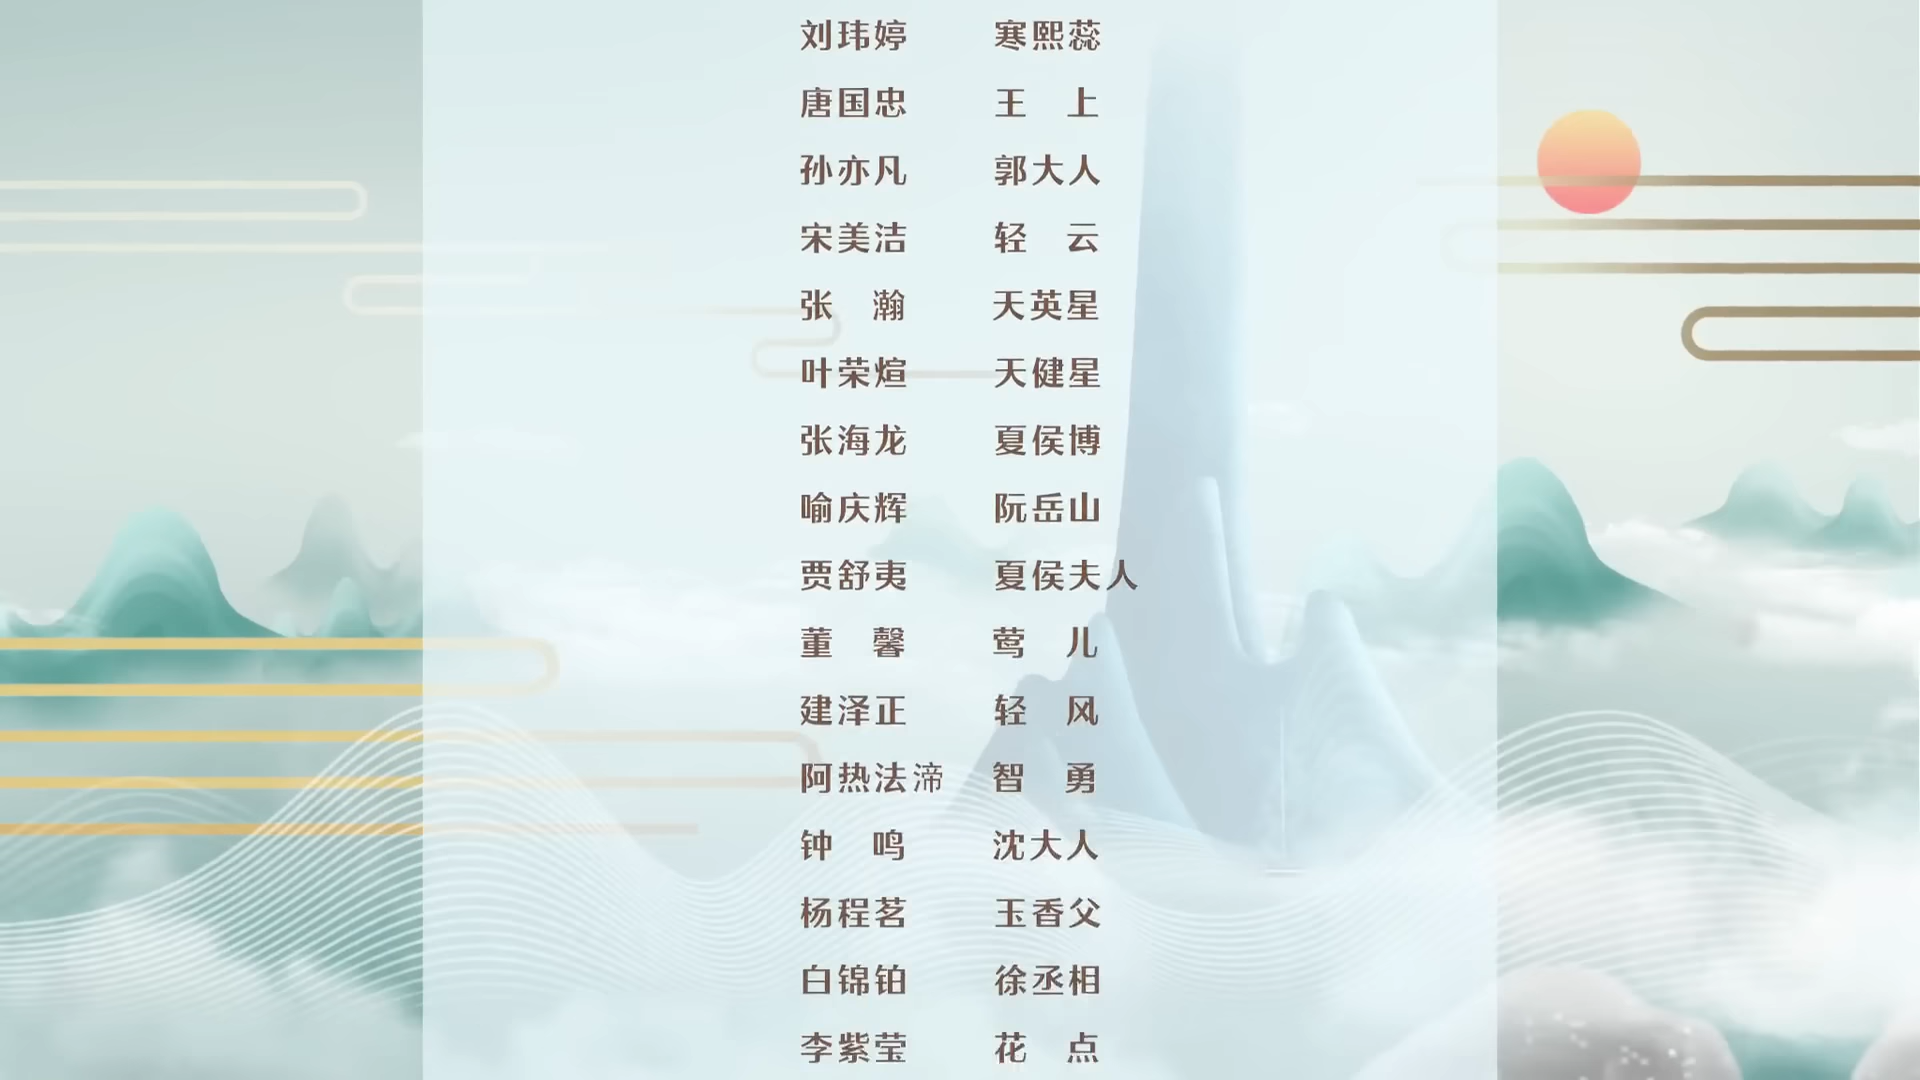 刘玮婷 寒熙蕊
唐国忠 王 上
孙亦凡 郭大人
宋美洁 轻 云
张 瀚 天英星
叶荣煊 天健星
张海龙 夏侯博
喻庆辉 阮岳山
贾舒夷 夏侯夫人
董 馨 莺 儿
建泽正 轻 风
阿热法渧 智 勇
钟 鸣 沈大人
杨程茗 玉香父
白锦铂 徐丞相
李紫莹 花 点